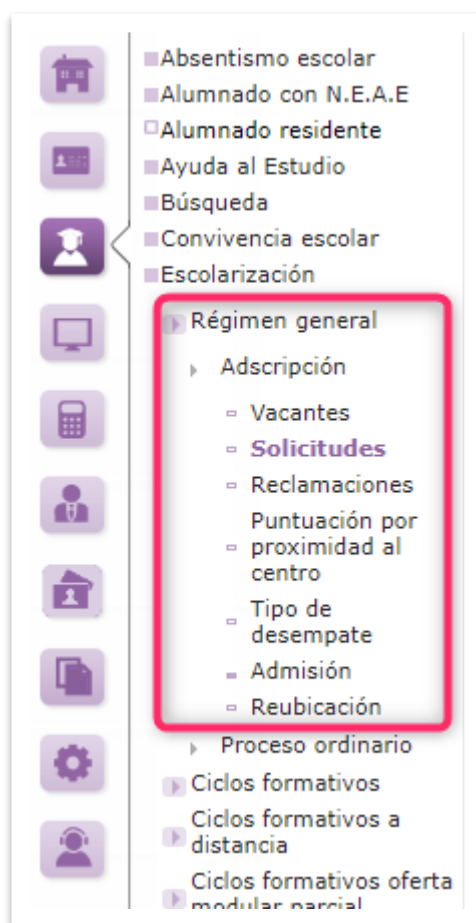 Absentismo escolar
Alumnado con N.E.A.E
Alumnado residente
Ayuda al Estudio
Búsqueda
Convivencia escolar
Escolarización
Régimen general
Adscripción
Vacantes
Solicitudes
Reclamaciones
Puntuación por
proximidad al
centro
Tipo de
desempate
Admisión
Reubicación
Proceso ordinario
Ciclos formativos
Ciclos formativos a
distancia
Ciclos formativos oferta
modular parcial